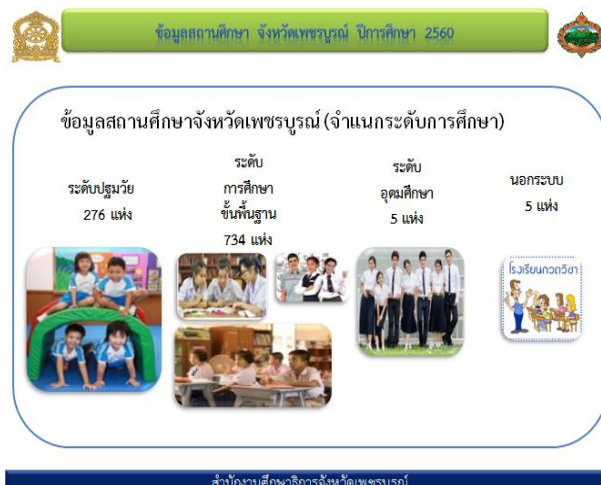 ข้อมูลสถานศึกษา จังหวัดเพชรบูรณ์ ปีการศึกษา 2560
ข้อมูลสถานศึกษาจังหวัดเพชรบูรณ์ (จำแนกระดับการศึกษา)
ระดับปฐมวัย
276 แห่ง
ระดับ
การศึกษา
ขั้นพื้นฐาน
734 แห่ง
ระดับ
อุดมศึกษา
5 แห่ง
นอกระบบ
5 แห่ง
โรงเรียนกวดวิชา
สำนักงานศึกษาธิการจังหวัดเพชรบูรณ์